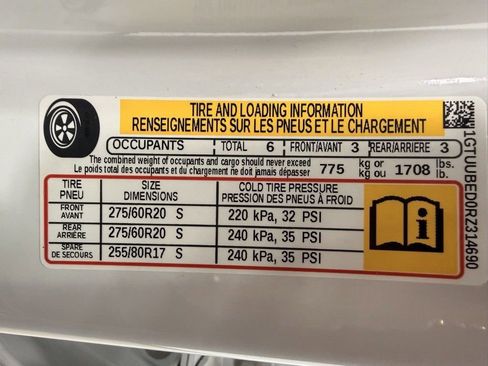 TIRE AND LOADING INFORMATION
RENSEIGNEMENTS SUR LES PNEUS ET LE CHARGEMENT
OCCUPANTS TOTAL 6 FRONT/AVANT 3 REAR/ARRIERE 3
The combined weight of occupants and cargo should never exceed 775 kg or 1708 lbs.
Le poids total des occupants et du chargement ne doit jamais dépasser kg ou lb.
TIRE SIZE COLD TIRE PRESSURE
PNEU DIMENSIONS PRESSION DES PNEUS À FROID
FRONT
AVANT 275/60R20 S 220 kPa, 32 PSI
REAR
ARRIERE 275/60R20 S 240 kPa, 35 PSI
SPARE
DE SECOURS 255/80R17 S 240 kPa, 35 PSI
1GTUUBED0RZ314690